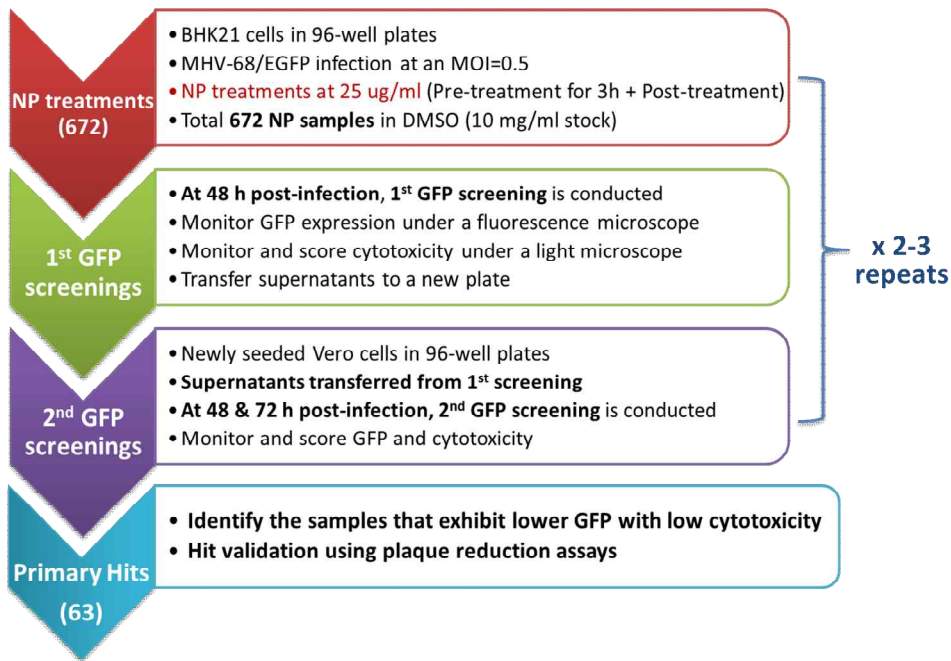 NP treatments
(672)
• BHK21 cells in 96-well plates
• MHV-68/EGFP infection at an MOI=0.5
• NP treatments at 25 ug/ml (Pre-treatment for 3h + Post-treatment)
• Total 672 NP samples in DMSO (10 mg/ml stock)
1st GFP
screenings
• At 48 h post-infection, 1st GFP screening is conducted
• Monitor GFP expression under a fluorescence microscope
• Monitor and score cytotoxicity under a light microscope
• Transfer supernatants to a new plate
2nd GFP
screenings
• Newly seeded Vero cells in 96-well plates
• Supernatants transferred from 1st screening
• At 48 & 72 h post-infection, 2nd GFP screening is conducted
• Monitor and score GFP and cytotoxicity
x 2-3
repeats
Primary Hits
(63)
• Identify the samples that exhibit lower GFP with low cytotoxicity
• Hit validation using plaque reduction assays